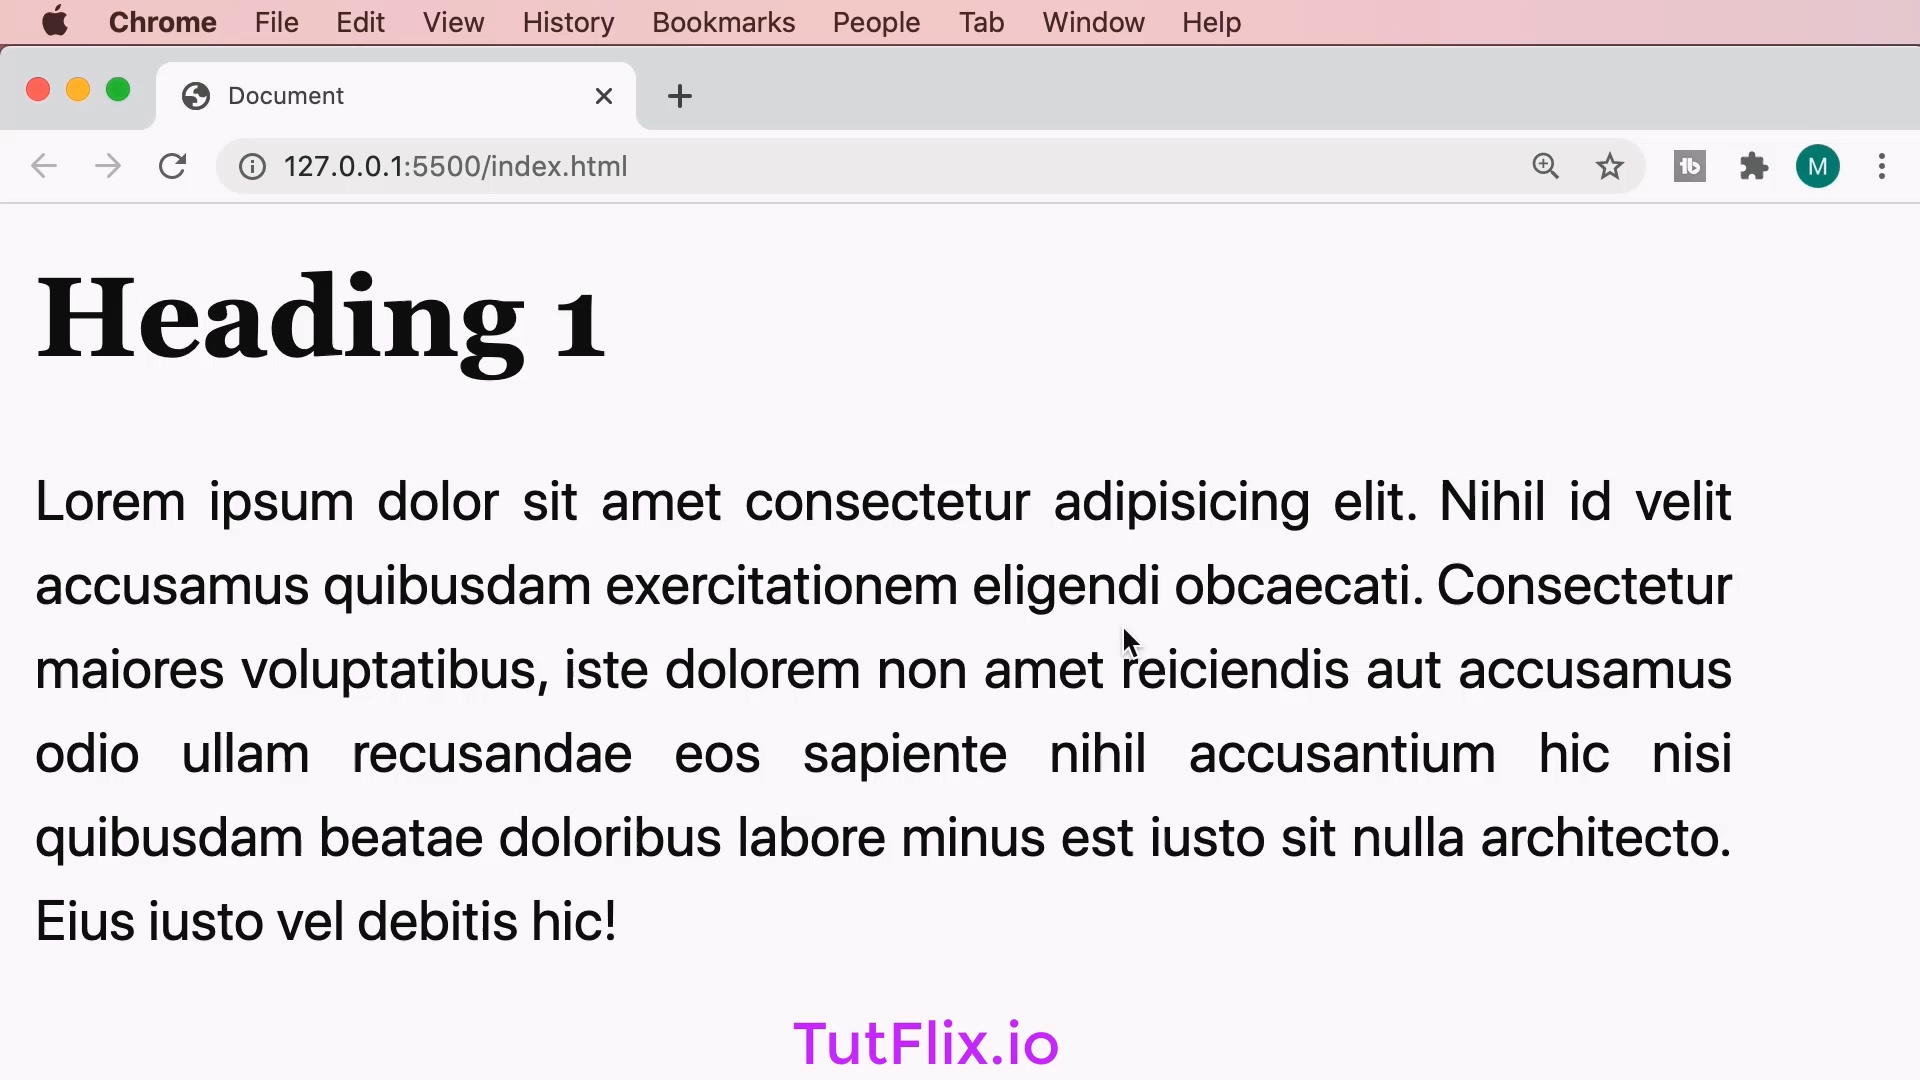 Chrome File Edit View History Bookmarks People Tab Window Help
Document
127.0.0.1:5500/index.html
M
Heading 1
Lorem ipsum dolor sit amet consectetur adipisicing elit. Nihil id velit
accusamus quibusdam exercitationem eligendi obcaecati. Consectetur
maiores voluptatibus, iste dolorem non amet reiciendis aut accusamus
odio ullam recusandae eos sapiente nihil accusantium hic nisi
quibusdam beatae doloribus labore minus est iusto sit nulla architecto.
Eius iusto vel debitis hic!
TutFlix.io